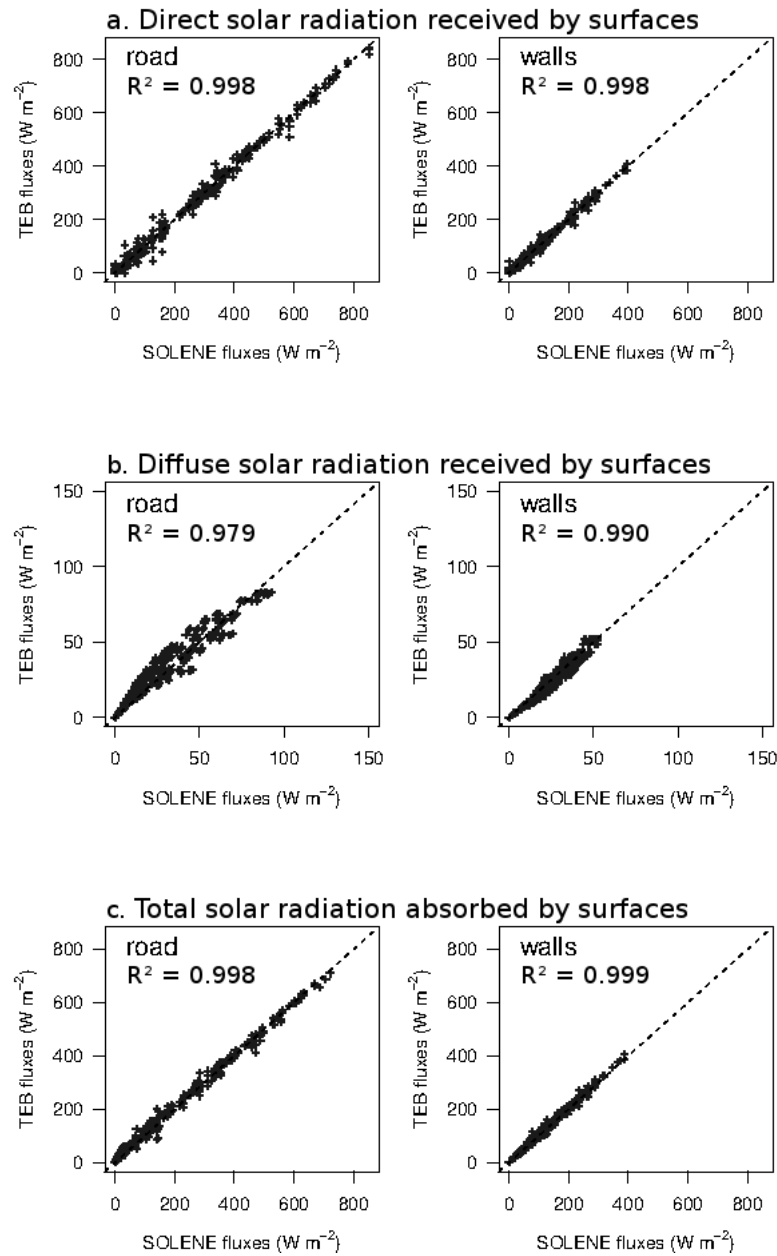 a. Direct solar radiation received by surfaces
road
R² = 0.998
800
600
400
200
0
TEB fluxes (W m⁻²)
0 200 400 600 800
SOLENE fluxes (W m⁻²)
walls
R² = 0.998
800
600
400
200
0
TEB fluxes (W m⁻²)
0 200 400 600 800
SOLENE fluxes (W m⁻²)
b. Diffuse solar radiation received by surfaces
road
R² = 0.979
150
100
50
0
TEB fluxes (W m⁻²)
0 50 100 150
SOLENE fluxes (W m⁻²)
walls
R² = 0.990
150
100
50
0
TEB fluxes (W m⁻²)
0 50 100 150
SOLENE fluxes (W m⁻²)
c. Total solar radiation absorbed by surfaces
road
R² = 0.998
800
600
400
200
0
TEB fluxes (W m⁻²)
0 200 400 600 800
SOLENE fluxes (W m⁻²)
walls
R² = 0.999
800
600
400
200
0
TEB fluxes (W m⁻²)
0 200 400 600 800
SOLENE fluxes (W m⁻²)